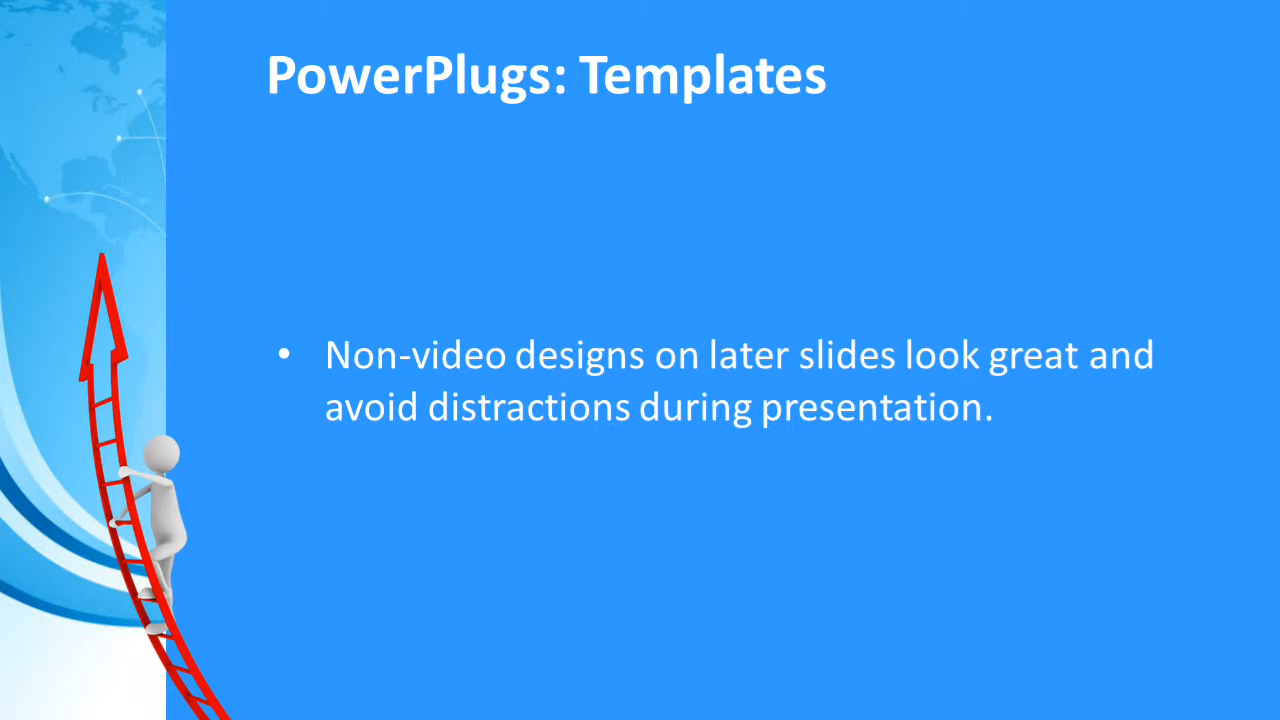 PowerPlugs: Templates
• Non-video designs on later slides look great and
avoid distractions during presentation.